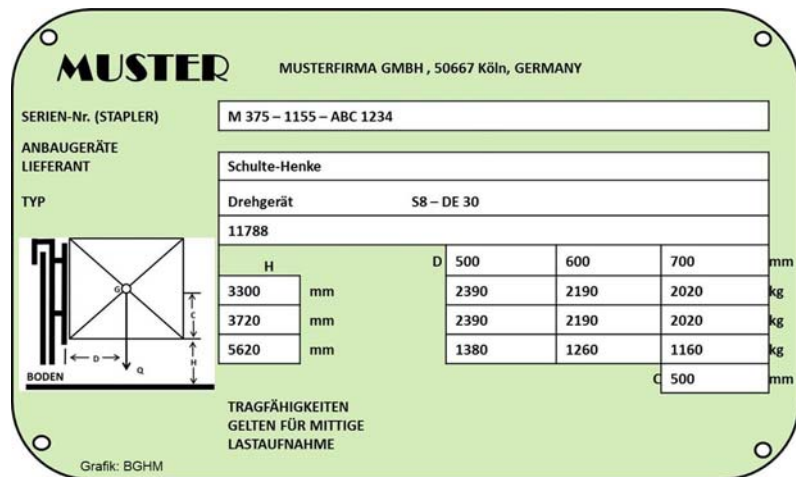 MUSTER MUSTERFIRMA GMBH , 50667 Köln, GERMANY
SERIEN-Nr. (STAPLER) M 375 – 1155 – ABC 1234
ANBAUGERÄTE
LIEFERANT Schulte-Henke
TYP Drehgerät S8 – DE 30
11788
H D 500 600 700 mm
3300 mm 2390 2190 2020 kg
3720 mm 2390 2190 2020 kg
5620 mm 1380 1260 1160 kg
C 500 mm
G
C
D
Q
H
BODEN
TRAGFÄHIGKEITEN
GELTEN FÜR MITTIGE
LASTAUFNAHME
Grafik: BGHM